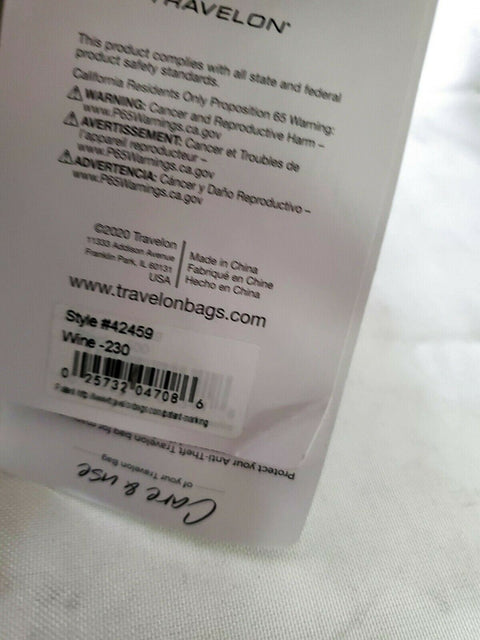 TRAVELON
This product complies with all state and federal
product safety standards.
California Residents Only Proposition 65 Warning:
⚠ WARNING: Cancer and Reproductive Harm –
www.P65Warnings.ca.gov
⚠ AVERTISSEMENT: Cancer et Troubles de
l'appareil reproducteur –
www.P65Warnings.ca.gov
⚠ ADVERTENCIA: Cáncer y Daño Reproductivo –
www.P65Warnings.ca.gov
©2020 Travelon
11333 Addison Avenue
Franklin Park, IL 60131
USA
Made in China
Fabriqué en Chine
Hecho en China
www.travelonbags.com
Style #42459
Wine -230
0 25732 04708 6
Protect your Anti-Theft Travelon bag for
of your Travelon Bag
Care & use